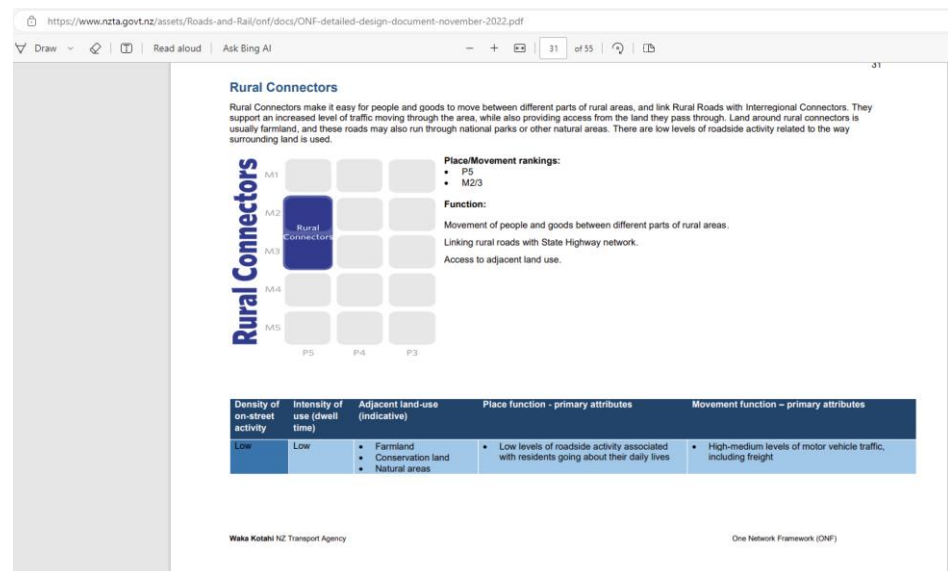 https://www.nzta.govt.nz/assets/Roads-and-Rail/onf/docs/ONF-detailed-design-document-november-2022.pdf
Draw Read aloud Ask Bing AI 31 of 55
31
Rural Connectors
Rural Connectors make it easy for people and goods to move between different parts of rural areas, and link Rural Roads with Interregional Connectors. They
support an increased level of traffic moving through the area, while also providing access from the land they pass through. Land around rural connectors is
usually farmland, and these roads may also run through national parks or other natural areas. There are low levels of roadside activity related to the way
surrounding land is used.
Rural Connectors
M1
M2
M3
M4
M5
Rural
Connectors
P5 P4 P3
Place/Movement rankings:
• P5
• M2/3
Function:
Movement of people and goods between different parts of rural areas.
Linking rural roads with State Highway network.
Access to adjacent land use.
Density of on-street activity
Intensity of use (dwell time)
Adjacent land-use (indicative)
Place function - primary attributes
Movement function – primary attributes
Low
Low
• Farmland
• Conservation land
• Natural areas
• Low levels of roadside activity associated
with residents going about their daily lives
• High-medium levels of motor vehicle traffic,
including freight
Waka Kotahi NZ Transport Agency
One Network Framework (ONF)